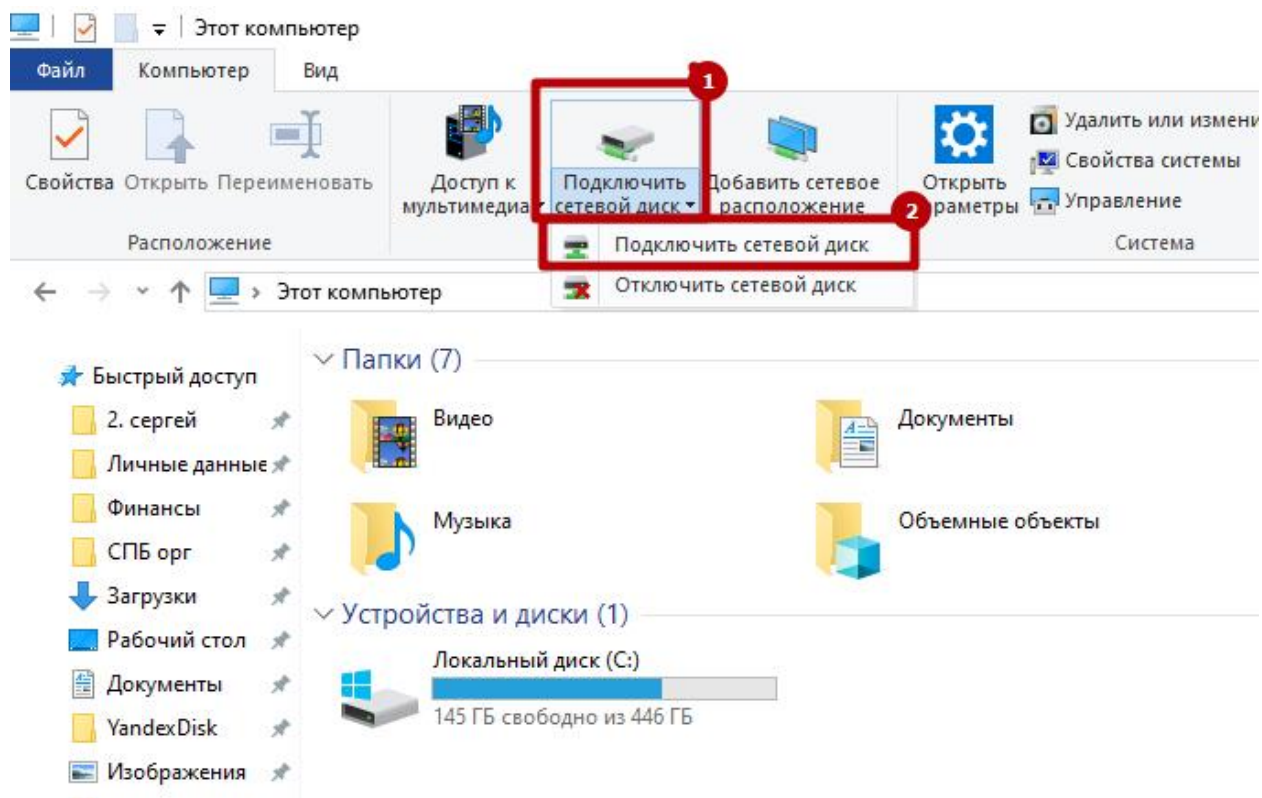 Этот компьютер
Файл Компьютер Вид
1
Свойства Открыть Переименовать
Доступ к мультимедиа
Подключить сетевой диск
Добавить сетевое расположение
Открыть
Удалить или
Свойства системы
Управление
2
Расположение
Система
Подключить сетевой диск
Отключить сетевой диск
Этот компьютер
Быстрый доступ
2. сергей
Личные данные
Финансы
СПБ орг
Загрузки
Рабочий стол
Документы
YandexDisk
Изображения
Папки (7)
Видео
Документы
Музыка
Объемные объекты
Устройства и диски (1)
Локальный диск (C:)
145 ГБ свободно из 446 ГБ